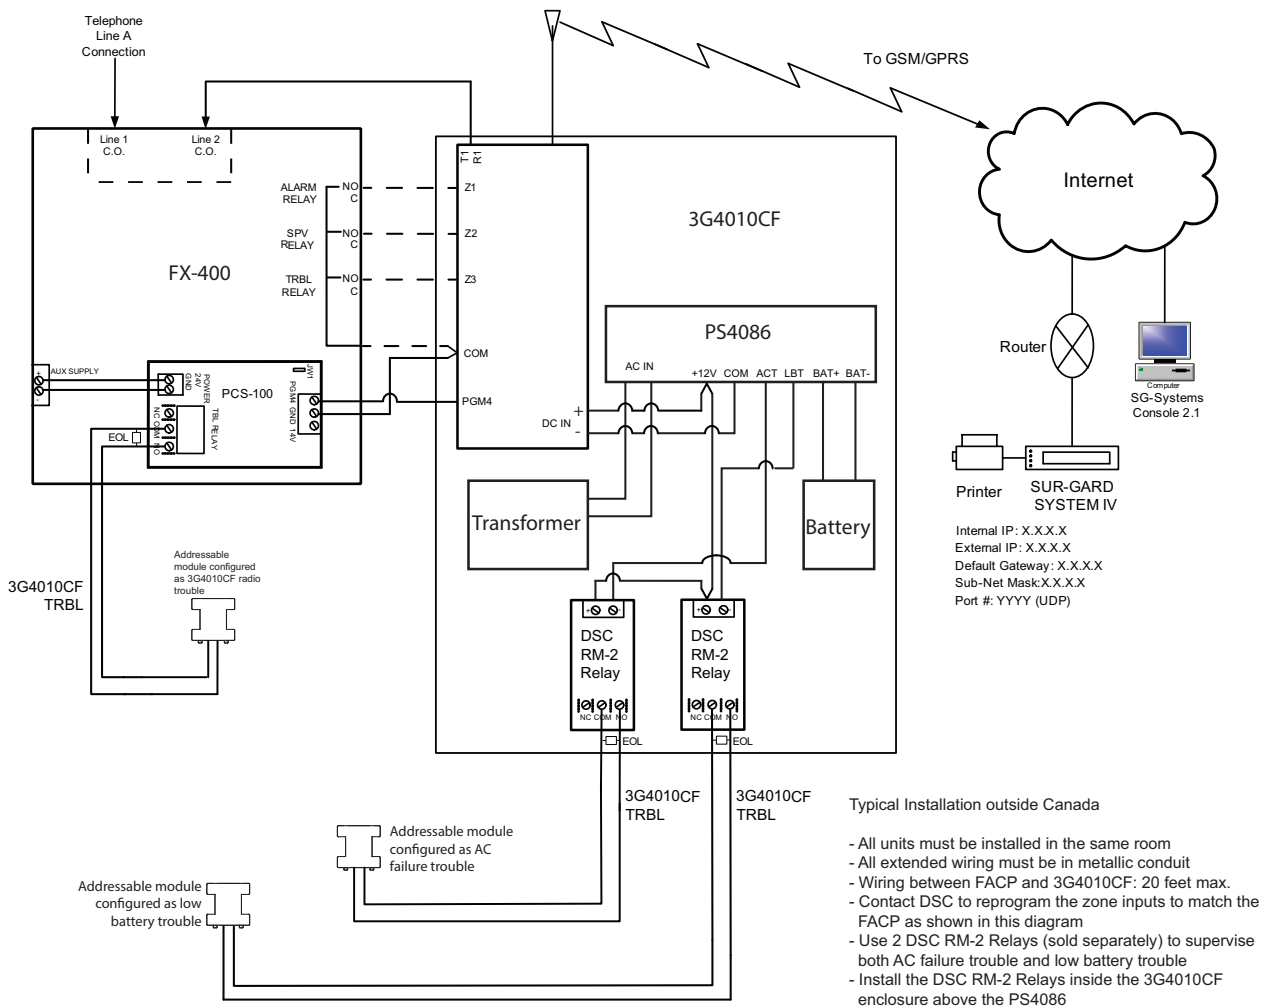 Telephone
Line A
Connection
To GSM/GPRS
Internet
Line 1
C.O.
Line 2
C.O.
T1
R1
ALARM
RELAY
NO
C
Z1
SPV
RELAY
NO
C
Z2
TRBL
RELAY
NO
C
Z3
FX-400
3G4010CF
COM
PGM4
DC IN
+
-
PS4086
AC IN
+12V
COM
ACT
LBT
BAT+
BAT-
AUX SUPPLY
+
-
POWER
24V
GND
PCS-100
JW1
PGM4
GND
14V
TBL RELAY
NC
COM
NO
EOL
Transformer
Battery
Router
Computer
SG-Systems
Console 2.1
Printer
SUR-GARD
SYSTEM IV
Internal IP: X.X.X.X
External IP: X.X.X.X
Default Gateway: X.X.X.X
Sub-Net Mask:X.X.X.X
Port #: YYYY (UDP)
3G4010CF
TRBL
Addressable
module configured
as 3G4010CF radio
trouble
+
-
DSC
RM-2
Relay
NC COM NO
EOL
+
-
DSC
RM-2
Relay
NC COM NO
EOL
3G4010CF
TRBL
3G4010CF
TRBL
Addressable module
configured as AC
failure trouble
Addressable module
configured as low
battery trouble
Typical Installation outside Canada
- All units must be installed in the same room
- All extended wiring must be in metallic conduit
- Wiring between FACP and 3G4010CF: 20 feet max.
- Contact DSC to reprogram the zone inputs to match the
FACP as shown in this diagram
- Use 2 DSC RM-2 Relays (sold separately) to supervise
both AC failure trouble and low battery trouble
- Install the DSC RM-2 Relays inside the 3G4010CF
enclosure above the PS4086